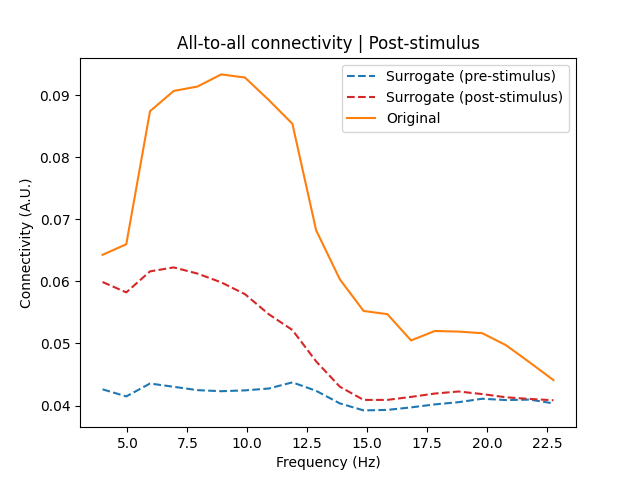 All-to-all connectivity | Post-stimulus
Surrogate (pre-stimulus)
Surrogate (post-stimulus)
Original
Connectivity (A.U.)
0.09
0.08
0.07
0.06
0.05
0.04
5.0 7.5 10.0 12.5 15.0 17.5 20.0 22.5
Frequency (Hz)